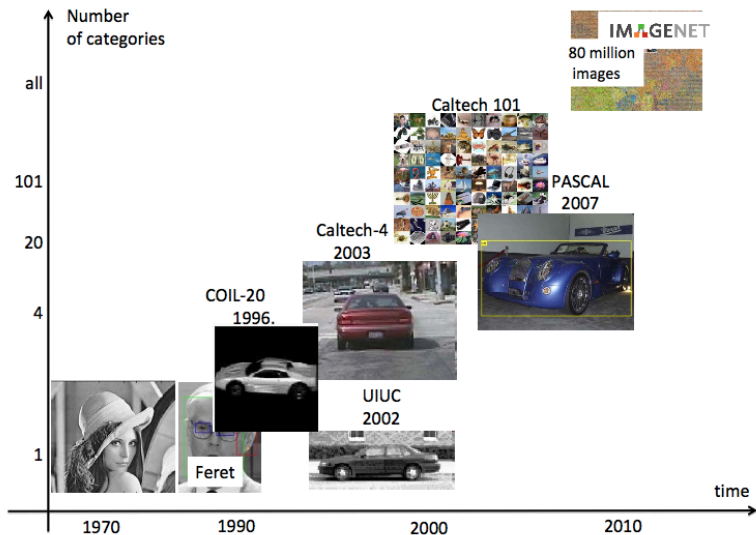 Number
of categories
IMAGENET
80 million
images
all
Caltech 101
101
PASCAL
2007
20
Caltech-4
2003
COIL-20
1996.
4
UIUC
2002
1
Feret
time
1970
1990
2000
2010